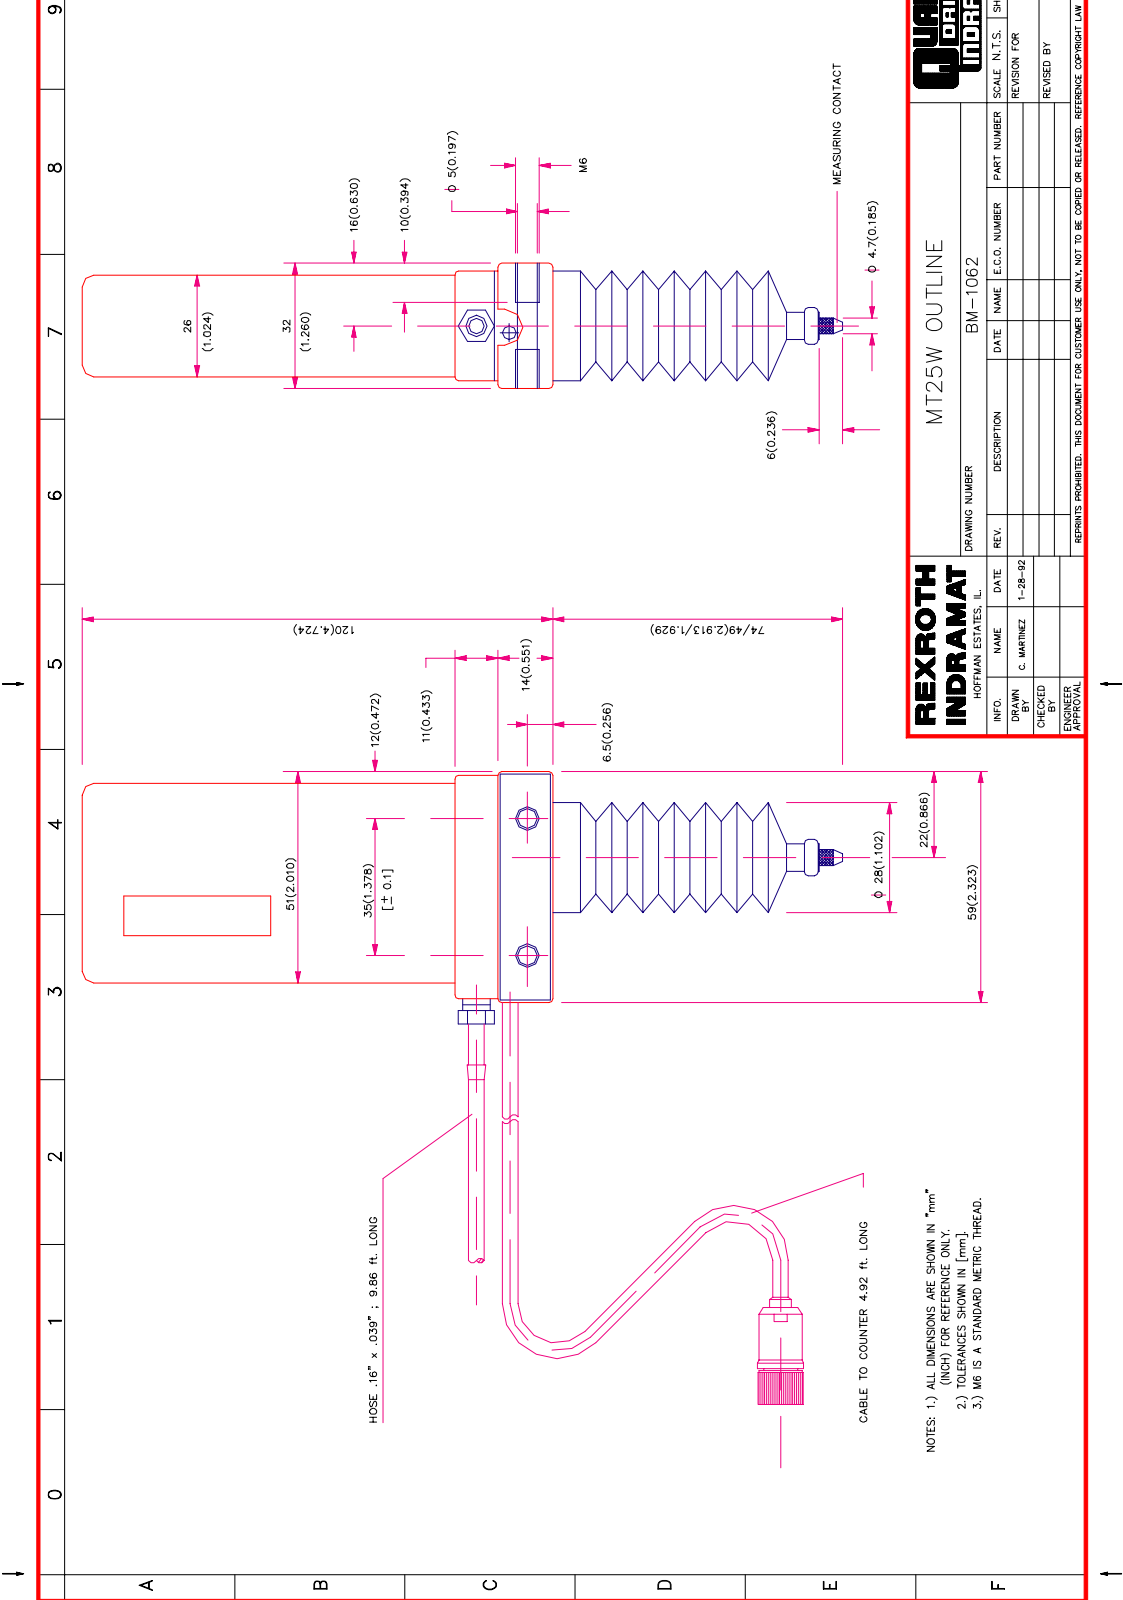 0
1
2
3
4
5
6
7
8
9
A
B
C
D
E
F
26
(1.024)
32
(1.260)
16(0.630)
10(0.394)
ϕ 5(0.197)
M6
MEASURING CONTACT
ϕ 4.7(0.185)
6(0.236)
120(4.724)
74/49(2.913/1.929)
11(0.433)
14(0.551)
12(0.472)
6.5(0.256)
51(2.010)
35(1.378)
[± 0.1]
ϕ 28(1.102)
22(0.866)
59(2.323)
HOSE .16" x .039" ; 9.86 ft. LONG
CABLE TO COUNTER 4.92 ft. LONG
NOTES: 1.) ALL DIMENSIONS ARE SHOWN IN "mm"
(INCH) FOR REFERENCE ONLY.
2.) TOLERANCES SHOWN IN [mm].
3.) M6 IS A STANDARD METRIC THREAD.
REXROTH
INDRAMAT
HOFFMAN ESTATES, IL.
MT25W OUTLINE
DRAWING NUMBER
BM-1062
INFO. NAME DATE
DRAWN BY C. MARTINEZ 1-28-92
CHECKED BY
ENGINEER APPROVAL
REV. DESCRIPTION DATE NAME E.C.O. NUMBER PART NUMBER
SCALE N.T.S.
REVISION FOR
REVISED BY
REPRINTS PROHIBITED. THIS DOCUMENT FOR CUSTOMER USE ONLY, NOT TO BE COPIED OR RELEASED. REFERENCE COPYRIGHT LAW